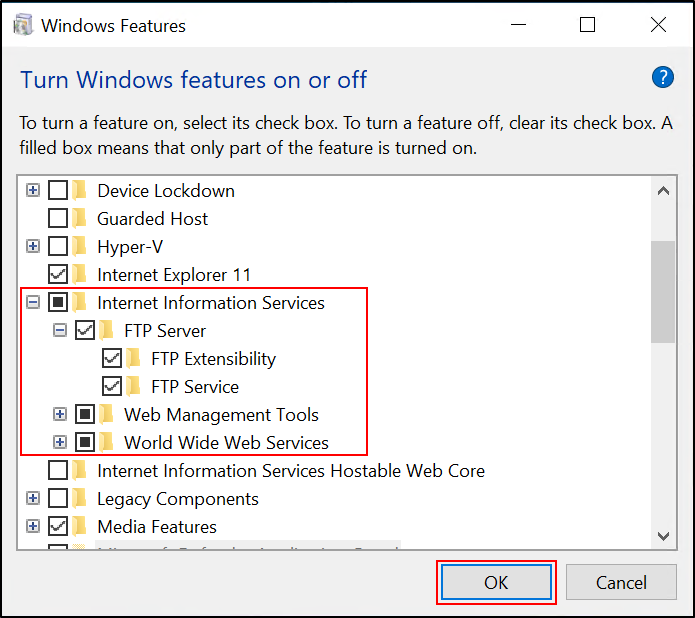 Windows Features
Turn Windows features on or off
?
To turn a feature on, select its check box. To turn a feature off, clear its check box. A
filled box means that only part of the feature is turned on.
Device Lockdown
Guarded Host
Hyper-V
Internet Explorer 11
Internet Information Services
FTP Server
FTP Extensibility
FTP Service
Web Management Tools
World Wide Web Services
Internet Information Services Hostable Web Core
Legacy Components
Media Features
OK
Cancel